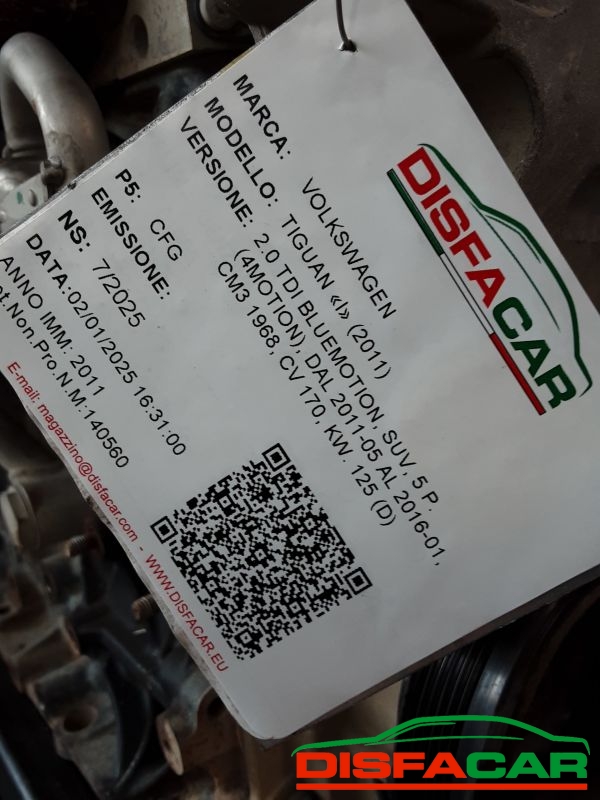 DISFACAR
MARCA: VOLKSWAGEN
MODELLO: TIGUAN «I» (2011)
VERSIONE: 2.0 TDI BLUEMOTION, SUV, 5 P.
(4MOTION), DAL 2011-05 AL 2016-01,
CM3 1968, CV 170, KW. 125 (D)
P5: CFG
EMISSIONE:
NS: 7/2025
DATA:02/01/2025 16:31:00
ANNO IMM: 2011
ot.Non.Pro.N.M.140560
E-mail: magazzino@disfacar.com - WWW.DISFACAR.EU
DISFACAR